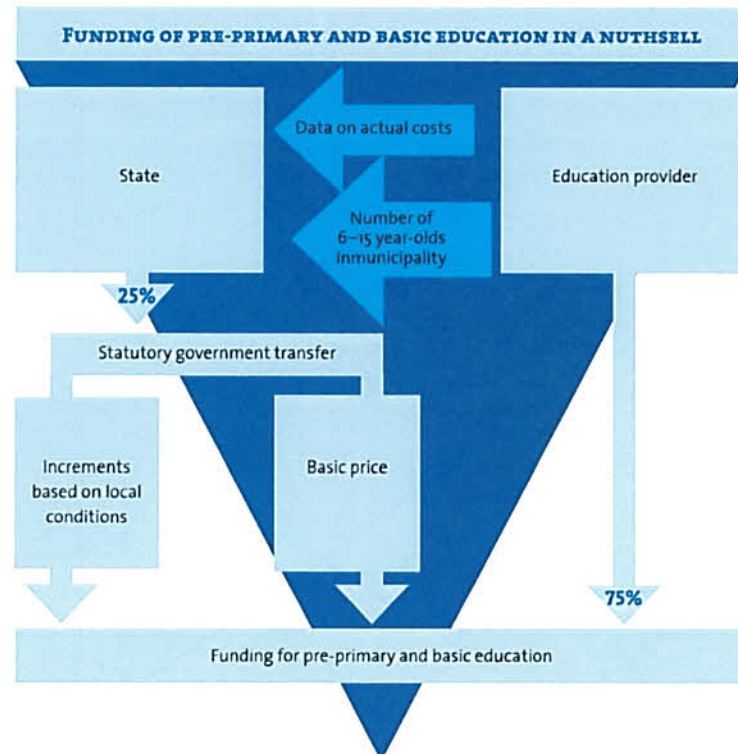 FUNDING OF PRE-PRIMARY AND BASIC EDUCATION IN A NUTHSELL
Data on actual costs
State
Education provider
Number of
6–15 year-olds
inmunicipality
25%
Statutory government transfer
Increments
based on local
conditions
Basic price
75%
Funding for pre-primary and basic education